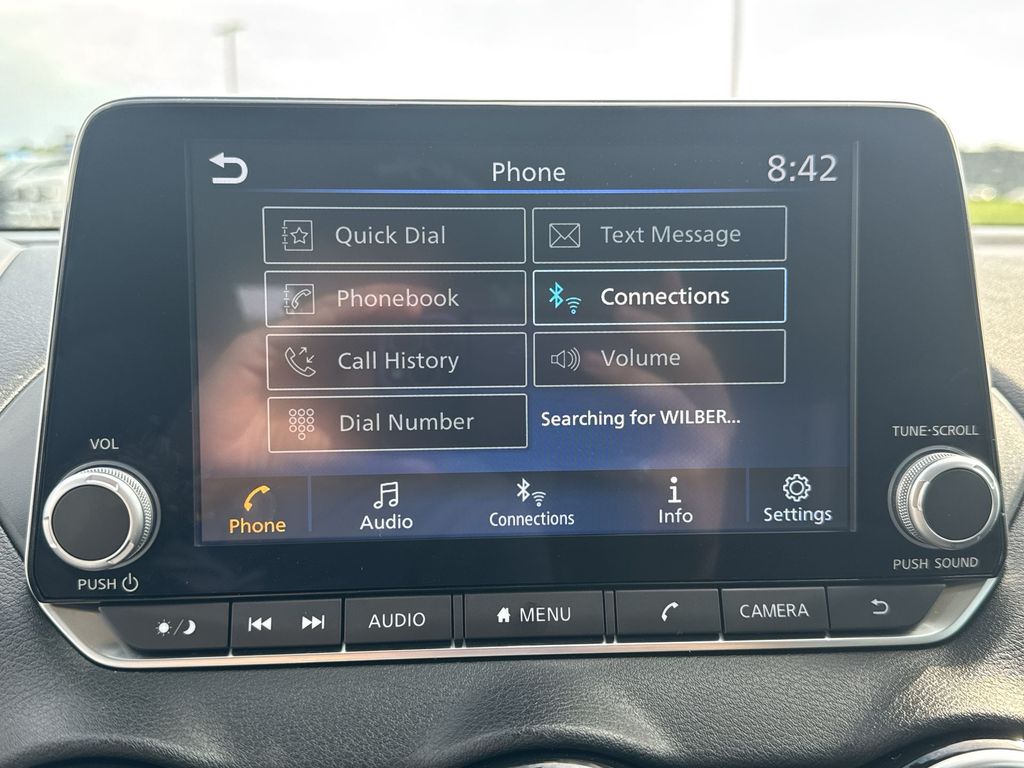 Phone
8:42
Quick Dial
Text Message
Phonebook
Connections
Call History
Volume
Dial Number
Searching for WILBER...
VOL
TUNE·SCROLL
Phone
Audio
Connections
Info
Settings
PUSH
PUSH SOUND
AUDIO
MENU
CAMERA